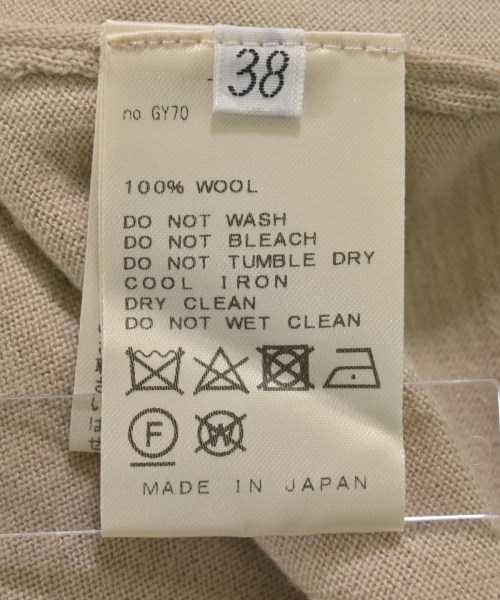 38
no. GY70
100% WOOL
DO NOT WASH
DO NOT BLEACH
DO NOT TUMBLE DRY
COOL IRON
DRY CLEAN
DO NOT WET CLEAN
F W
MADE IN JAPAN